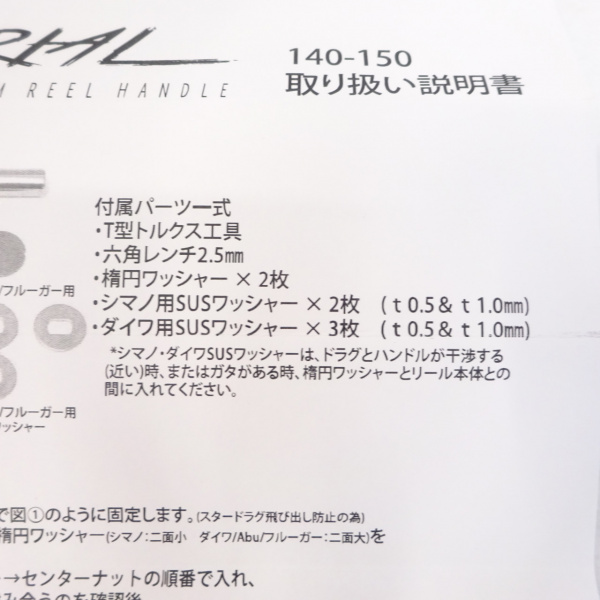 RIAL
REEL HANDLE
140-150
取り扱い説明書
付属パーツ一式
・T型トルクス工具
・六角レンチ2.5㎜
・楕円ワッシャー × 2枚
・シマノ用SUSワッシャー × 2枚 （ｔ0.5＆ｔ1.0㎜）
・ダイワ用SUSワッシャー × 3枚 （ｔ0.5＆ｔ1.0㎜）
*シマノ・ダイワSUSワッシャーは、ドラグとハンドルが干渉する
(近い)時、またはガタがある時、楕円ワッシャーとリール本体との
間に入れてください。
/フルーガー用
/フルーガー用
ワッシャー
で図①のように固定します。(スタードラグ飛び出し防止の為)
楕円ワッシャー(シマノ：二面小 ダイワ/Abu/フルーガー：二面大)を
→センターナットの順番で入れ、
み合うのを確認後